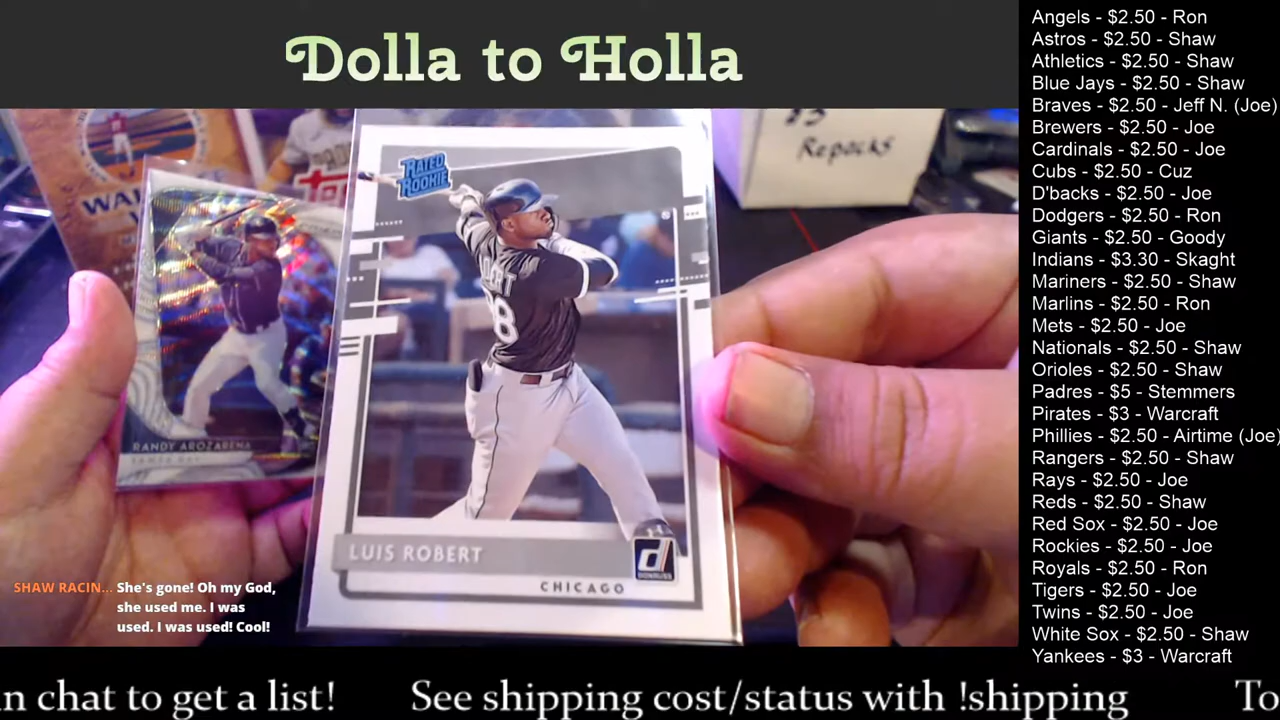 Dolla to Holla
$3
Repacks
RATED
ROOKIE
RANDY AROZARENA
LUIS ROBERT
DONRUSS
CHICAGO
SHAW RACIN... She's gone! Oh my God,
she used me. I was
used. I was used! Cool!
Angels - $2.50 - Ron
Astros - $2.50 - Shaw
Athletics - $2.50 - Shaw
Blue Jays - $2.50 - Shaw
Braves - $2.50 - Jeff N. (Joe)
Brewers - $2.50 - Joe
Cardinals - $2.50 - Joe
Cubs - $2.50 - Cuz
D'backs - $2.50 - Joe
Dodgers - $2.50 - Ron
Giants - $2.50 - Goody
Indians - $3.30 - Skaght
Mariners - $2.50 - Shaw
Marlins - $2.50 - Ron
Mets - $2.50 - Joe
Nationals - $2.50 - Shaw
Orioles - $2.50 - Shaw
Padres - $5 - Stemmers
Pirates - $3 - Warcraft
Phillies - $2.50 - Airtime (Joe)
Rangers - $2.50 - Shaw
Rays - $2.50 - Joe
Reds - $2.50 - Shaw
Red Sox - $2.50 - Joe
Rockies - $2.50 - Joe
Royals - $2.50 - Ron
Tigers - $2.50 - Joe
Twins - $2.50 - Joe
White Sox - $2.50 - Shaw
Yankees - $3 - Warcraft
in chat to get a list! See shipping cost/status with !shipping To